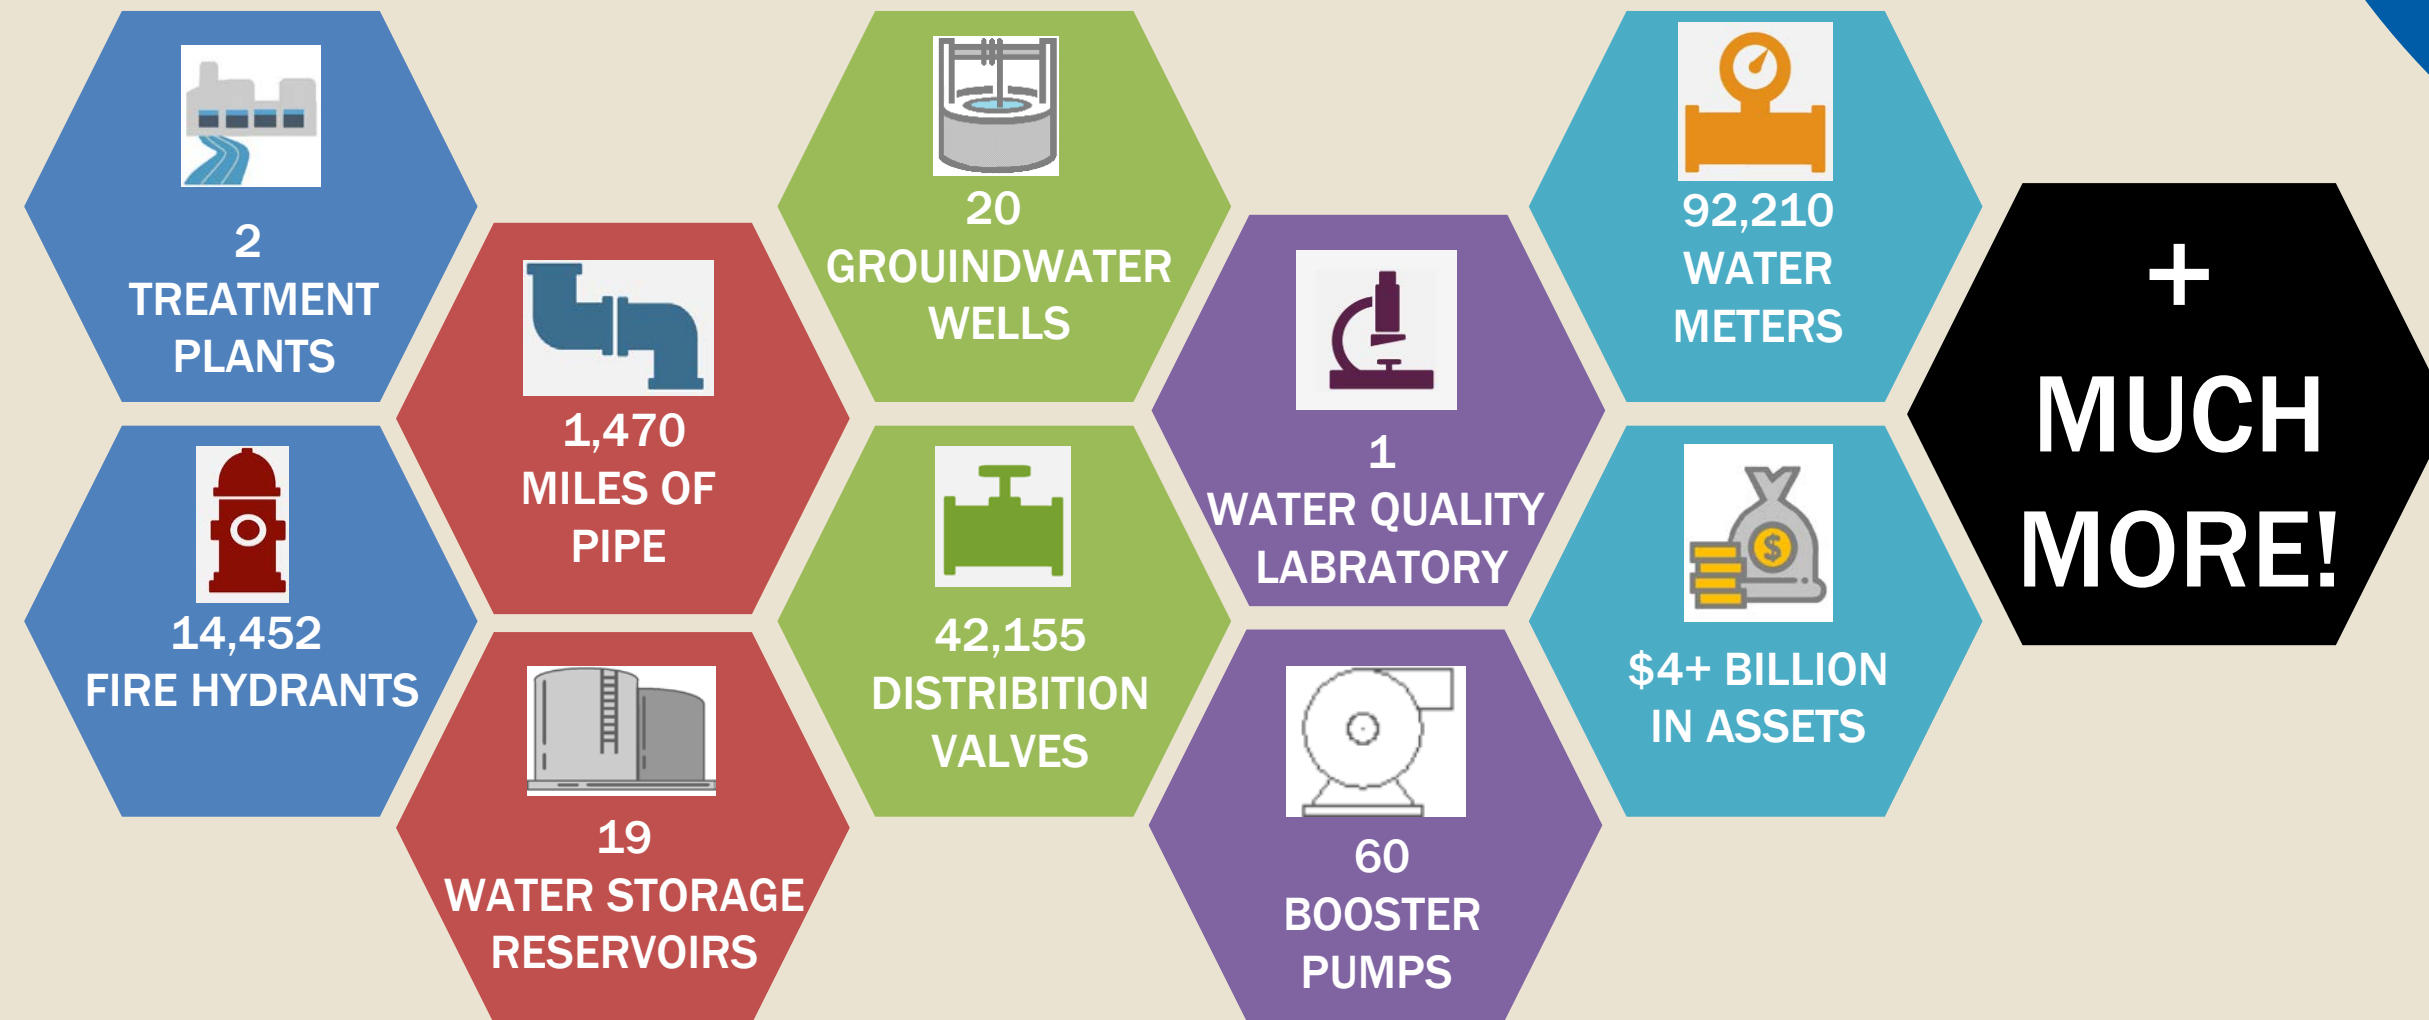 2
TREATMENT
PLANTS
14,452
FIRE HYDRANTS
1,470
MILES OF
PIPE
19
WATER STORAGE
RESERVOIRS
20
GROUINDWATER
WELLS
42,155
DISTRIBITION
VALVES
1
WATER QUALITY
LABRATORY
60
BOOSTER
PUMPS
92,210
WATER
METERS
$
$4+ BILLION
IN ASSETS
+
MUCH
MORE!